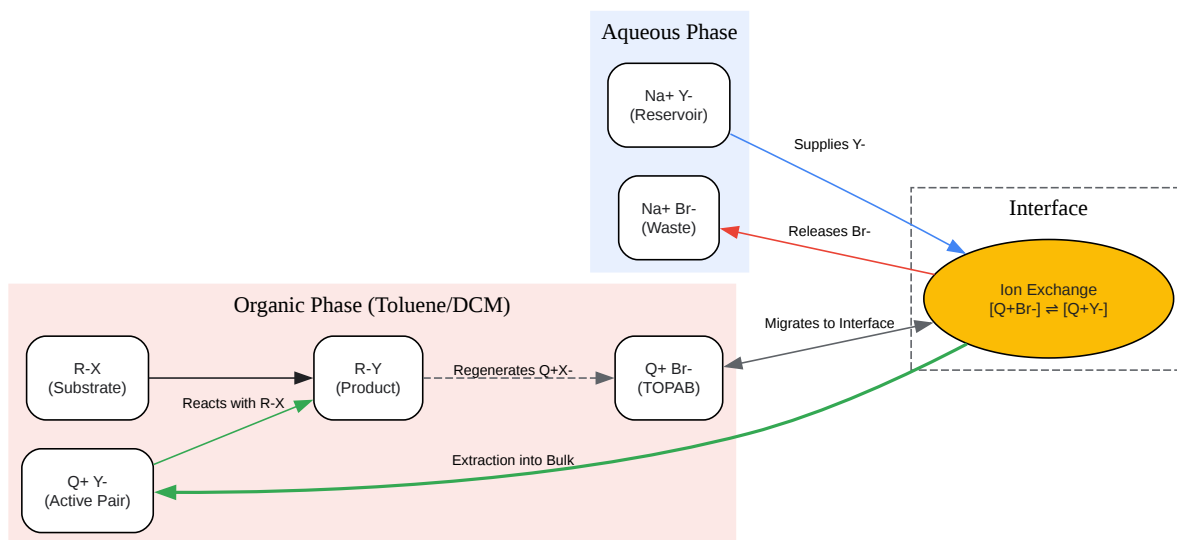 Aqueous Phase
Na+ Y-
(Reservoir)
Supplies Y-
Na+ Br-
(Waste)
Releases Br-
Interface
Ion Exchange
[Q+Br-] ⇌ [Q+Y-]
Organic Phase (Toluene/DCM)
Migrates to Interface
R-X
(Substrate)
R-Y
(Product)
Regenerates Q+X-
Q+ Br-
(TOPAB)
Reacts with R-X
Q+ Y-
(Active Pair)
Extraction into Bulk